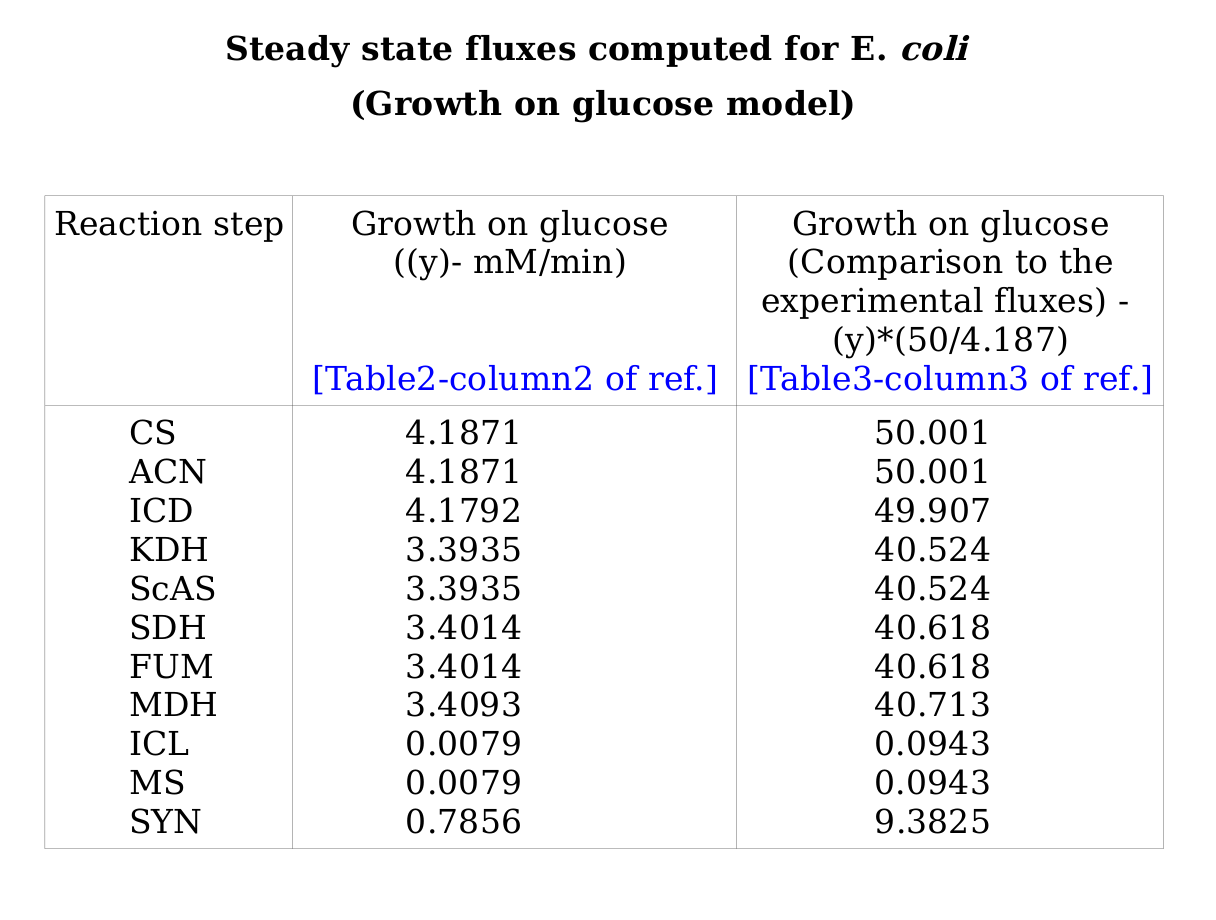 Steady state fluxes computed for E. coli
(Growth on glucose model)
Reaction step
Growth on glucose
((y)- mM/min)
[Table2-column2 of ref.]
Growth on glucose
(Comparison to the
experimental fluxes) -
(y)*(50/4.187)
[Table3-column3 of ref.]
CS 4.1871 50.001
ACN 4.1871 50.001
ICD 4.1792 49.907
KDH 3.3935 40.524
ScAS 3.3935 40.524
SDH 3.4014 40.618
FUM 3.4014 40.618
MDH 3.4093 40.713
ICL 0.0079 0.0943
MS 0.0079 0.0943
SYN 0.7856 9.3825